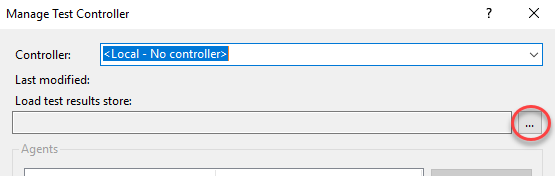 Manage Test Controller
Controller: <Local - No controller>
Last modified:
Load test results store:
...
Agents